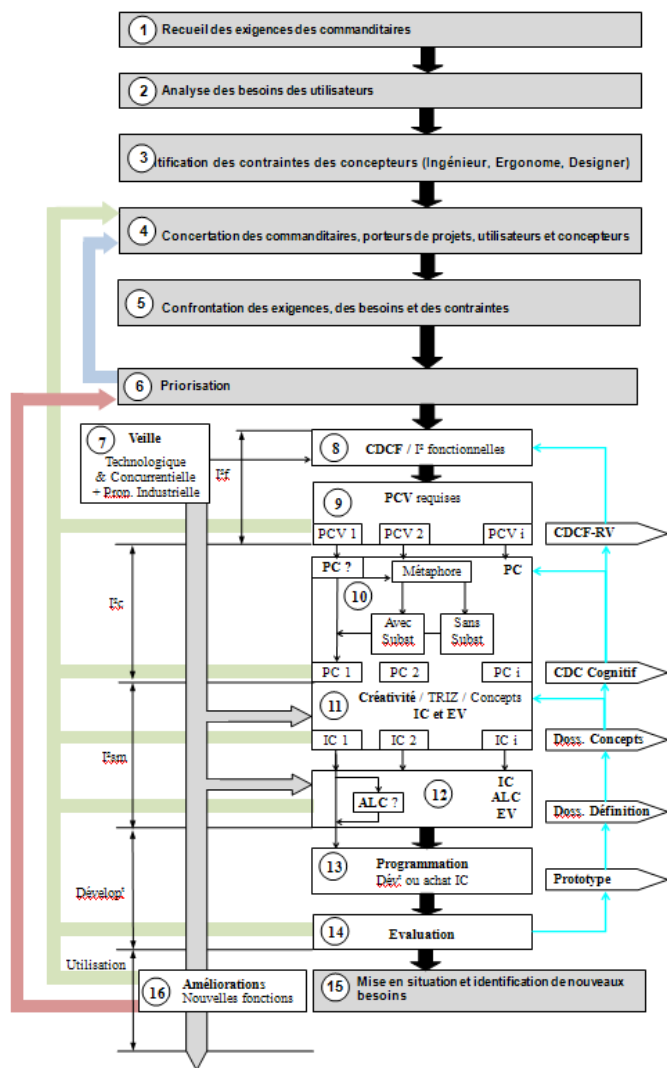 1 Recueil des exigences des commanditaires
2 Analyse des besoins des utilisateurs
3 ntification des contraintes des concepteurs (Ingénieur, Ergonome, Designer)
4 Concertation des commanditaires, porteurs de projets, utilisateurs et concepteurs
5 Confrontation des exigences, des besoins et des contraintes
6 Priorisation
7 Veille
Technologique
& Concurrentielle
+ Prop. Industrielle
I²f
8 CDCF / I² fonctionnelles
9 PCV requises
PCV 1 PCV 2 PCV i
CDCF-RV
I²c
PC ? Métaphore PC
10
Avec
Subst.
Sans
Subst.
PC 1 PC 2 PC i
CDC Cognitif
11 Créativité / TRIZ / Concepts
IC et EV
IC 1 IC 2 IC i
Doss. Concepts
I²sm
12
ALC ?
IC
ALC
EV
Doss. Définition
13 Programmation
Dévt ou achat IC
Prototype
Développt
14 Evaluation
Utilisation
15 Mise en situation et identification de nouveaux
besoins
16 Améliorations
Nouvelles fonctions